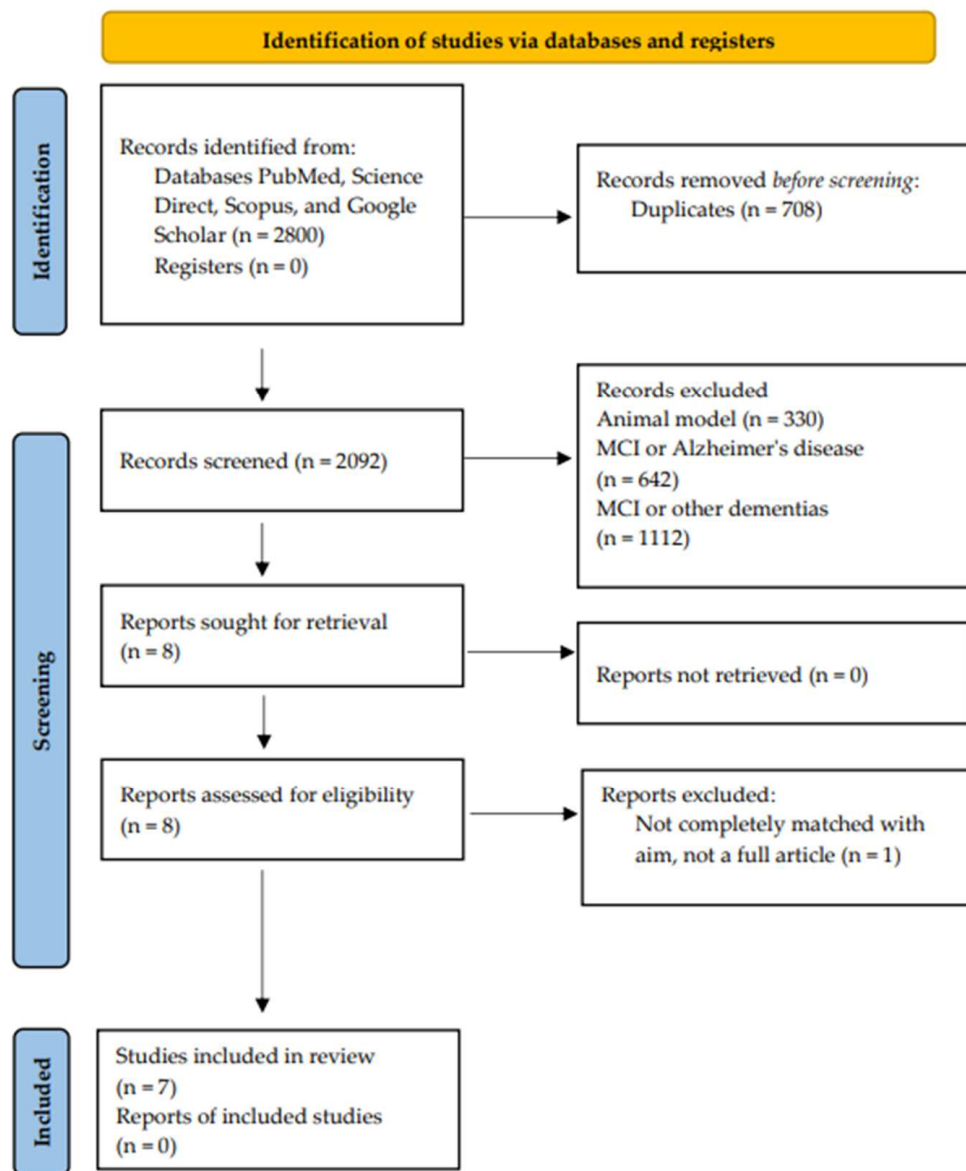 Identification of studies via databases and registers
Identification
Records identified from:
Databases PubMed, Science
Direct, Scopus, and Google
Scholar (n = 2800)
Registers (n = 0)
Records removed before screening:
Duplicates (n = 708)
Screening
Records screened (n = 2092)
Records excluded
Animal model (n = 330)
MCI or Alzheimer's disease
(n = 642)
MCI or other dementias
(n = 1112)
Reports sought for retrieval
(n = 8)
Reports not retrieved (n = 0)
Reports assessed for eligibility
(n = 8)
Reports excluded:
Not completely matched with
aim, not a full article (n = 1)
Included
Studies included in review
(n = 7)
Reports of included studies
(n = 0)